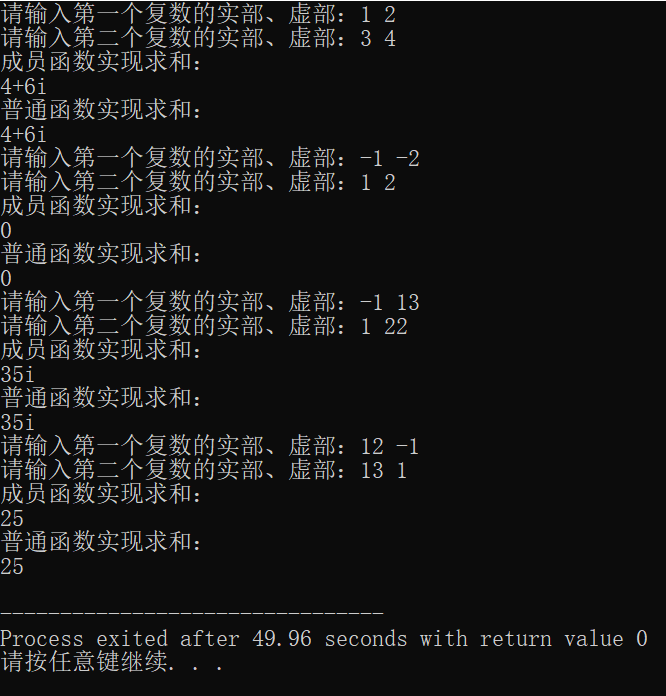 请输入第一个复数的实部、虚部：1 2
请输入第二个复数的实部、虚部：3 4
成员函数实现求和：
4+6i
普通函数实现求和：
4+6i
请输入第一个复数的实部、虚部：-1 -2
请输入第二个复数的实部、虚部：1 2
成员函数实现求和：
0
普通函数实现求和：
0
请输入第一个复数的实部、虚部：-1 13
请输入第二个复数的实部、虚部：1 22
成员函数实现求和：
35i
普通函数实现求和：
35i
请输入第一个复数的实部、虚部：12 -1
请输入第二个复数的实部、虚部：13 1
成员函数实现求和：
25
普通函数实现求和：
25
--------------------------------
Process exited after 49.96 seconds with return value 0
请按任意键继续. . .